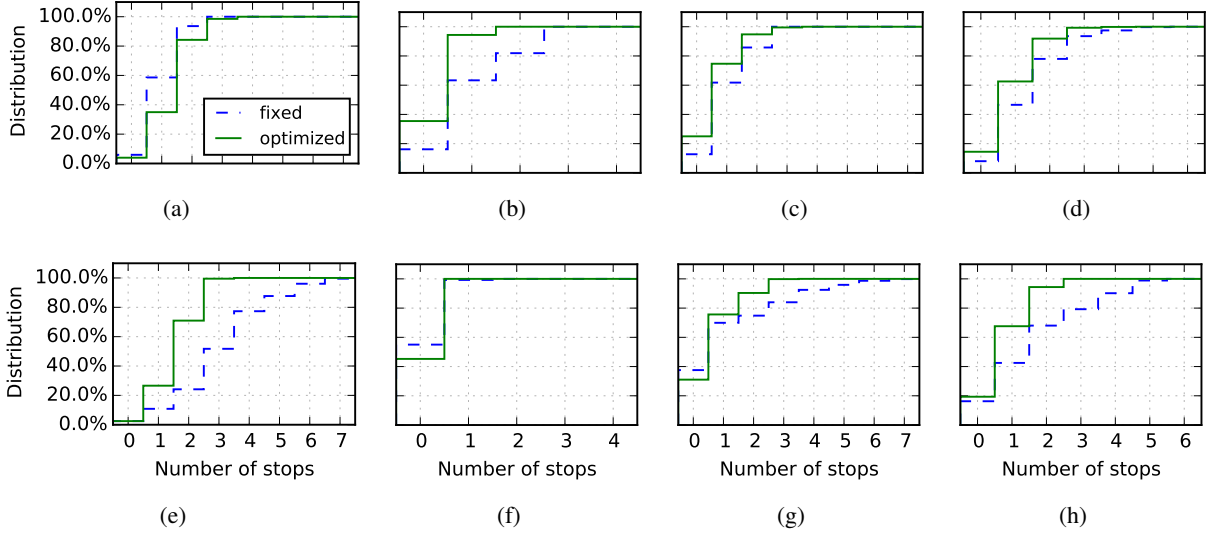 100.0%
80.0%
60.0%
40.0%
20.0%
0.0%
Distribution
fixed
optimized
(a)
(b)
(c)
(d)
100.0%
80.0%
60.0%
40.0%
20.0%
0.0%
Distribution
0 1 2 3 4 5 6 7
Number of stops
0 1 2 3 4
Number of stops
0 1 2 3 4 5 6 7
Number of stops
0 1 2 3 4 5 6
Number of stops
(e)
(f)
(g)
(h)